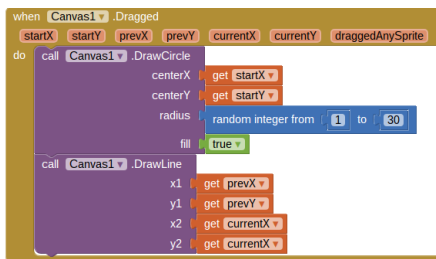 when Canvas1 .Dragged
startX startY prevX prevY currentX currentY draggedAnySprite
do call Canvas1 .DrawCircle
centerX get startX
centerY get startY
radius random integer from 1 to 30
fill true
call Canvas1 .DrawLine
x1 get prevX
y1 get prevY
x2 get currentX
y2 get currentX